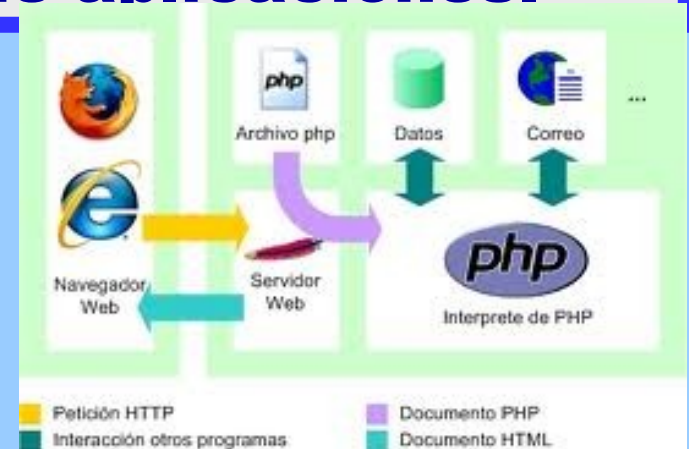 php
Archivo php
Datos
Correo
...
Navegador
Web
Servidor
Web
php
Interprete de PHP
Petición HTTP
Interacción otros programas
Documento PHP
Documento HTML